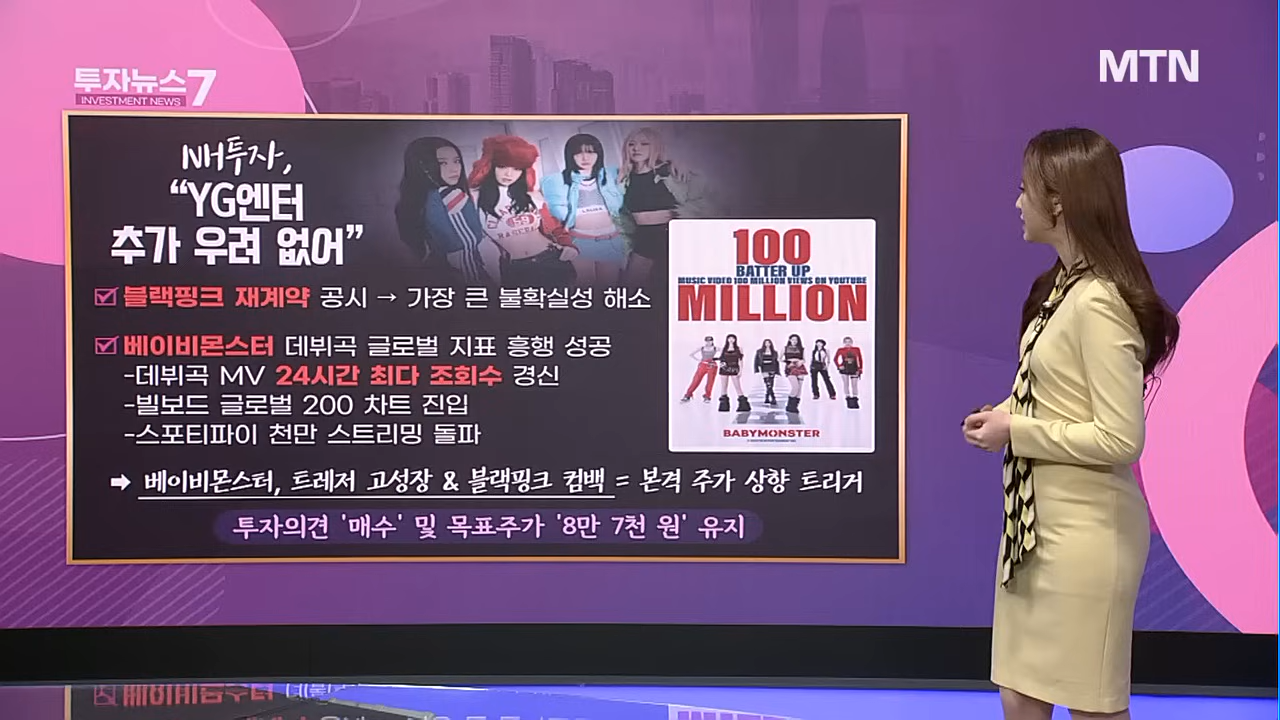 투자뉴스7
INVESTMENT NEWS
MTN
NH투자,
“YG엔터
추가 우려 없어”
블랙핑크 재계약 공시 → 가장 큰 불확실성 해소
베이비몬스터 데뷔곡 글로벌 지표 흥행 성공
-데뷔곡 MV 24시간 최다 조회수 경신
-빌보드 글로벌 200 차트 진입
-스포티파이 천만 스트리밍 돌파
➡ 베이비몬스터, 트레저 고성장 & 블랙핑크 컴백 = 본격 주가 상향 트리거
투자의견 '매수' 및 목표주가 '8만 7천 원' 유지
100
BATTER UP
MUSIC VIDEO 100 MILLION VIEWS ON YOUTUBE
MILLION
BABYMONSTER